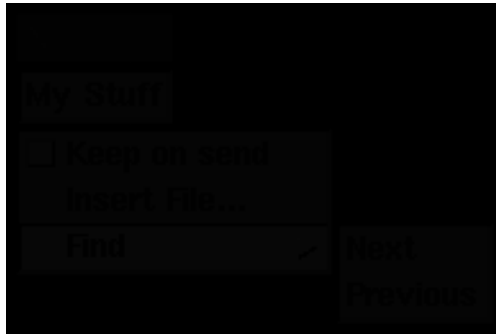 My Stuff
Keep on send
Insert File...
Find
Next
Previous